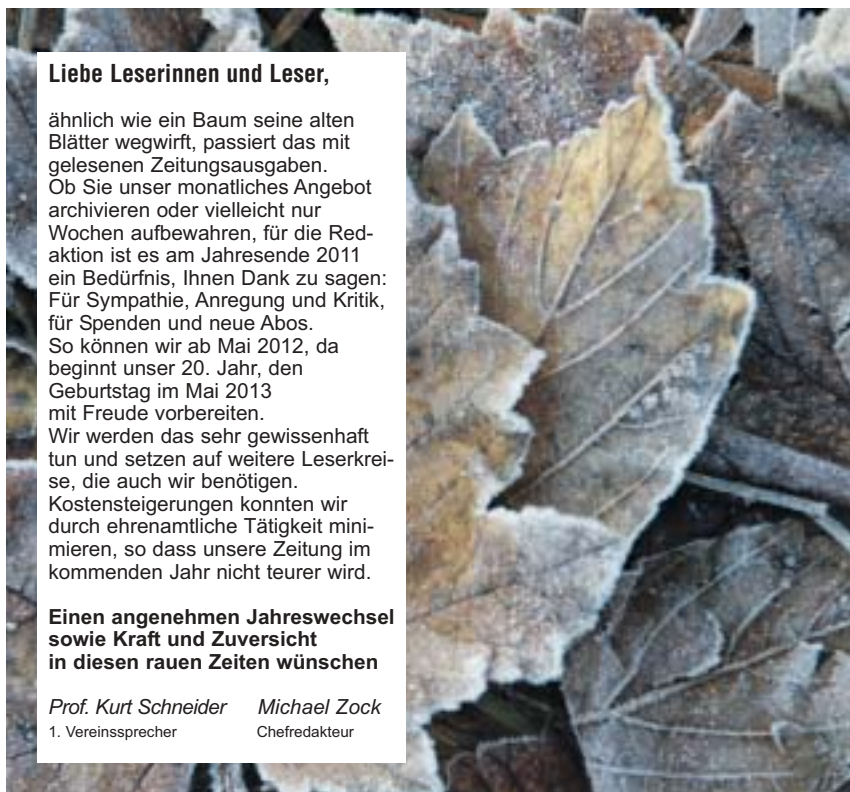 Liebe Leserinnen und Leser,
ähnlich wie ein Baum seine alten
Blätter wegwirft, passiert das mit
gelesenen Zeitungsausgaben.
Ob Sie unser monatliches Angebot
archivieren oder vielleicht nur
Wochen aufbewahren, für die Red-
aktion ist es am Jahresende 2011
ein Bedürfnis, Ihnen Dank zu sagen:
Für Sympathie, Anregung und Kritik,
für Spenden und neue Abos.
So können wir ab Mai 2012, da
beginnt unser 20. Jahr, den
Geburtstag im Mai 2013
mit Freude vorbereiten.
Wir werden das sehr gewissenhaft
tun und setzen auf weitere Leserkrei-
se, die auch wir benötigen.
Kostensteigerungen konnten wir
durch ehrenamtliche Tätigkeit mini-
mieren, so dass unsere Zeitung im
kommenden Jahr nicht teurer wird.
Einen angenehmen Jahreswechsel
sowie Kraft und Zuversicht
in diesen rauen Zeiten wünschen
Prof. Kurt Schneider Michael Zock
1. Vereinssprecher Chefredakteur